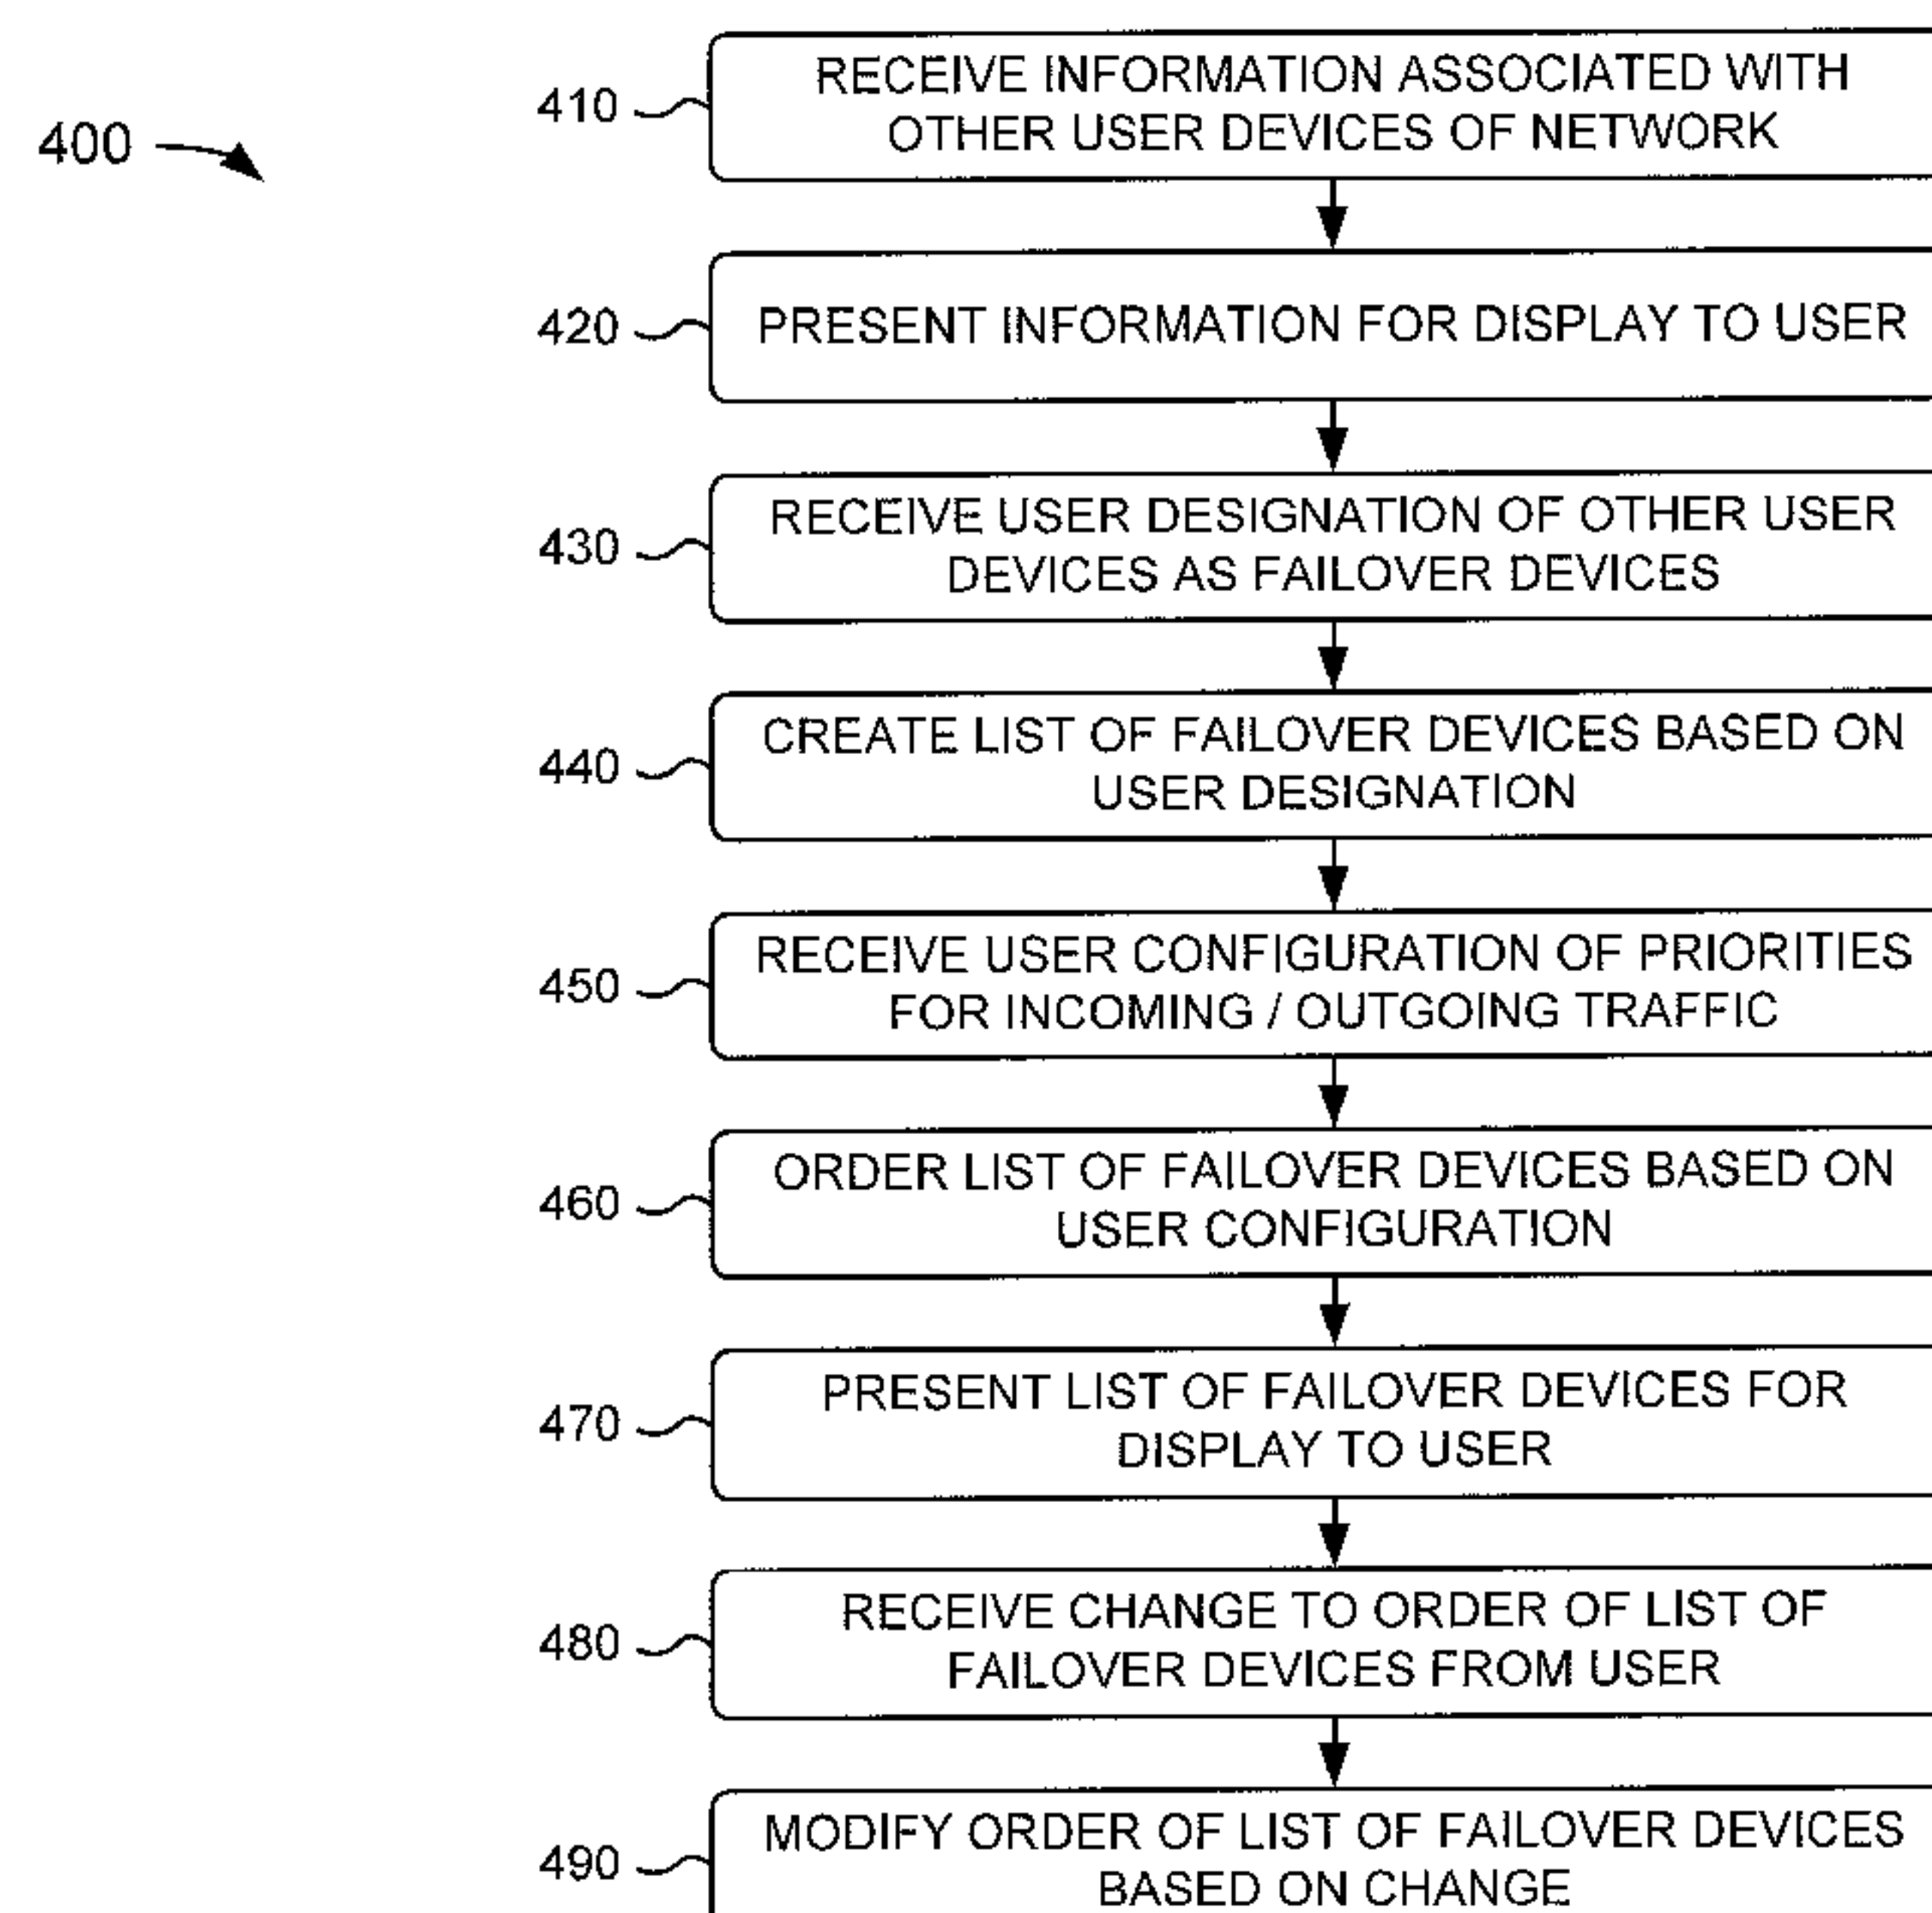 400
410
RECEIVE INFORMATION ASSOCIATED WITH
OTHER USER DEVICES OF NETWORK
420
PRESENT INFORMATION FOR DISPLAY TO USER
430
RECEIVE USER DESIGNATION OF OTHER USER
DEVICES AS FAILOVER DEVICES
440
CREATE LIST OF FAILOVER DEVICES BASED ON
USER DESIGNATION
450
RECEIVE USER CONFIGURATION OF PRIORITIES
FOR INCOMING / OUTGOING TRAFFIC
460
ORDER LIST OF FAILOVER DEVICES BASED ON
USER CONFIGURATION
470
PRESENT LIST OF FAILOVER DEVICES FOR
DISPLAY TO USER
480
RECEIVE CHANGE TO ORDER OF LIST OF
FAILOVER DEVICES FROM USER
490
MODIFY ORDER OF LIST OF FAILOVER DEVICES
BASED ON CHANGE